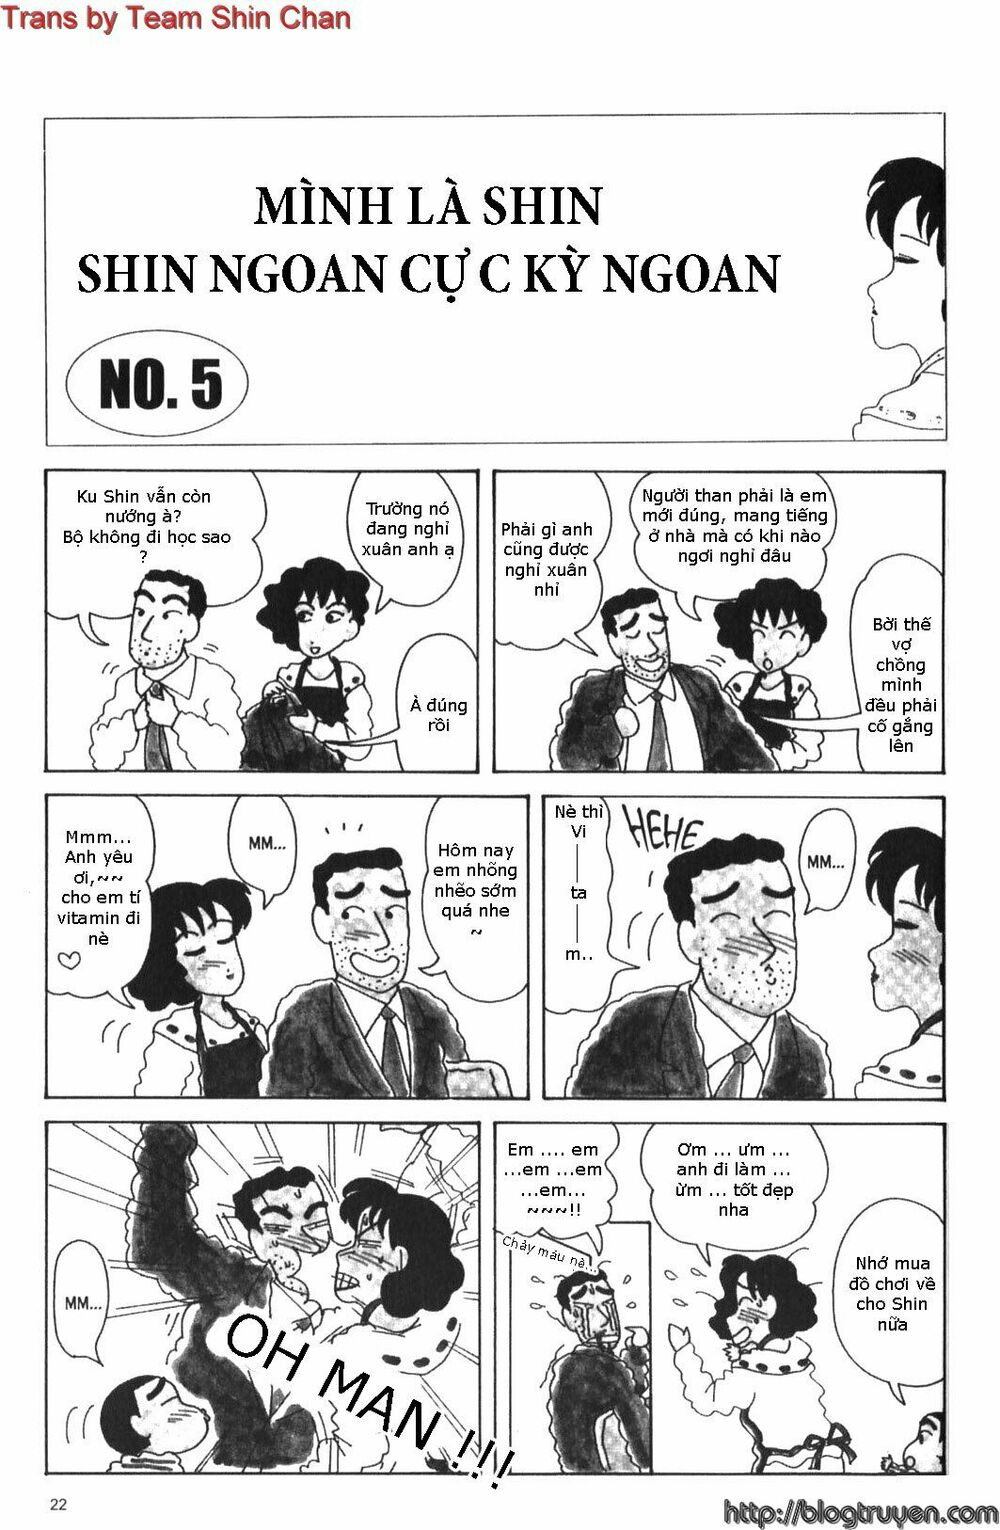 Trans by Team Shin Chan
MÌNH LÀ SHIN
SHIN NGOAN CỰ C KỲ NGOAN
NO. 5
Ku Shin vẫn còn
nướng à?
Bộ không đi học sao
?
Trường nó
đang nghỉ
xuân anh ạ
À đúng
rồi
Phải gì anh
cũng được
nghỉ xuân
nhỉ
Người than phải là em
mới đúng, mang tiếng
ở nhà mà có khi nào
ngơi nghỉ đâu
Bởi thế
vợ
chồng
mình
đều phải
cố gắng
lên
Mmm...
Anh yêu
ơi,~~
cho em tí
vitamin đi
nè
MM...
Hôm nay
em nhõng
nhẽo sớm
quá nhe
~
Nè thì
Vi
ta
m..
HEHE
MM...
MM...
OH MAN !!!
Em .... em
...em ...em
...em...
~~~!!
Chảy máu nè...
Ơm ... ưm ...
anh đi làm ...
ừm ... tốt đẹp
nha
Nhớ mua
đồ chơi về
cho Shin
nữa
22
http://blogtruyen.com